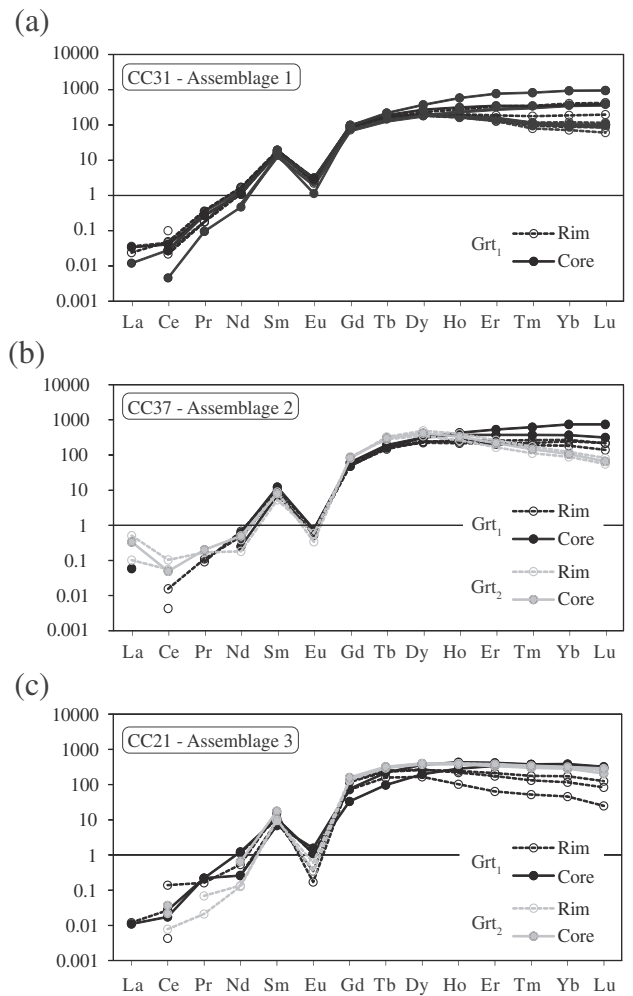 (a)
10000
1000
100
10
1
0.1
0.01
0.001
CC31 - Assemblage 1
Grt1
Rim
Core
La Ce Pr Nd Sm Eu Gd Tb Dy Ho Er Tm Yb Lu
(b)
10000
1000
100
10
1
0.1
0.01
0.001
CC37 - Assemblage 2
Grt1
Rim
Core
Grt2
Rim
Core
La Ce Pr Nd Sm Eu Gd Tb Dy Ho Er Tm Yb Lu
(c)
10000
1000
100
10
1
0.1
0.01
0.001
CC21 - Assemblage 3
Grt1
Rim
Core
Grt2
Rim
Core
La Ce Pr Nd Sm Eu Gd Tb Dy Ho Er Tm Yb Lu